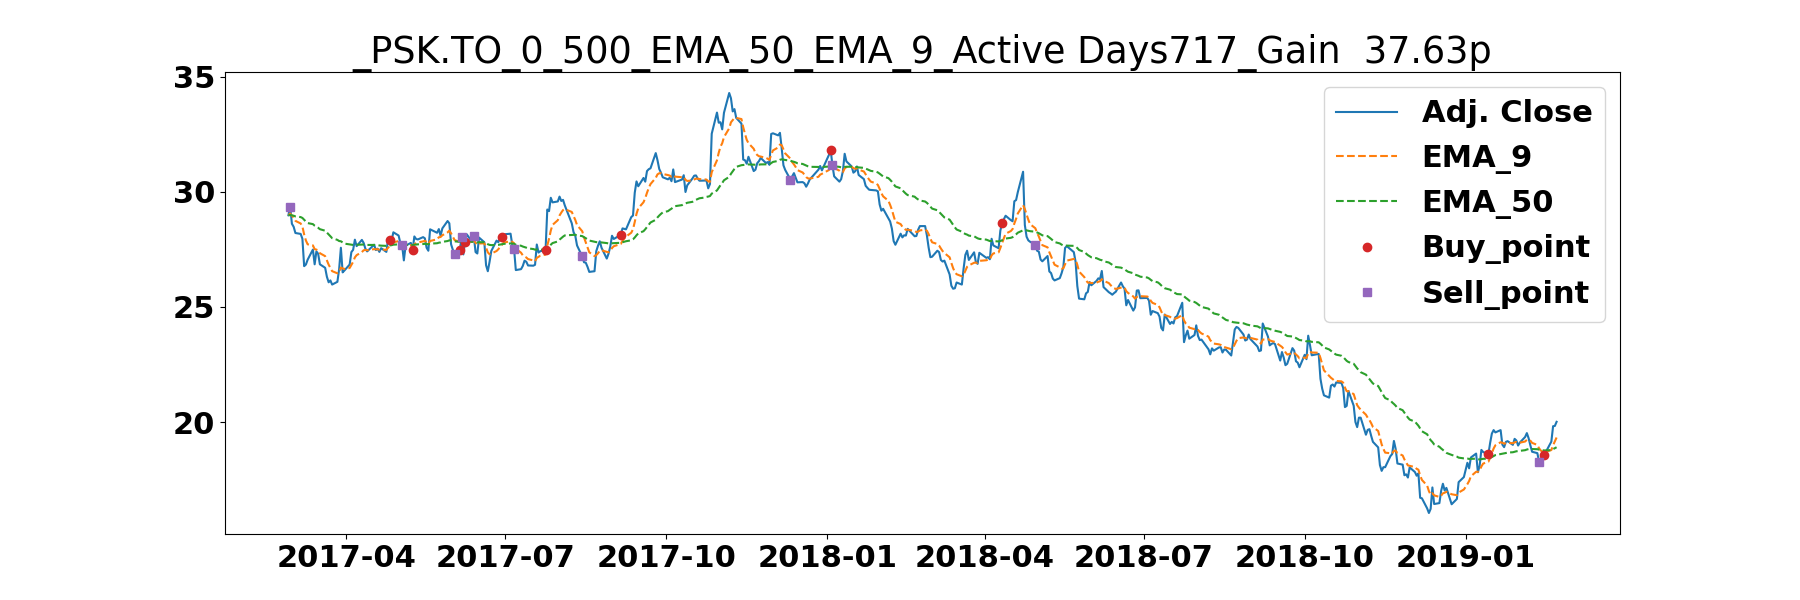 _PSK.TO_0_500_EMA_50_EMA_9_Active Days717_Gain  37.63p
35
30
25
20
Adj. Close
EMA_9
EMA_50
Buy_point
Sell_point
2017-04 2017-07 2017-10 2018-01 2018-04 2018-07 2018-10 2019-01